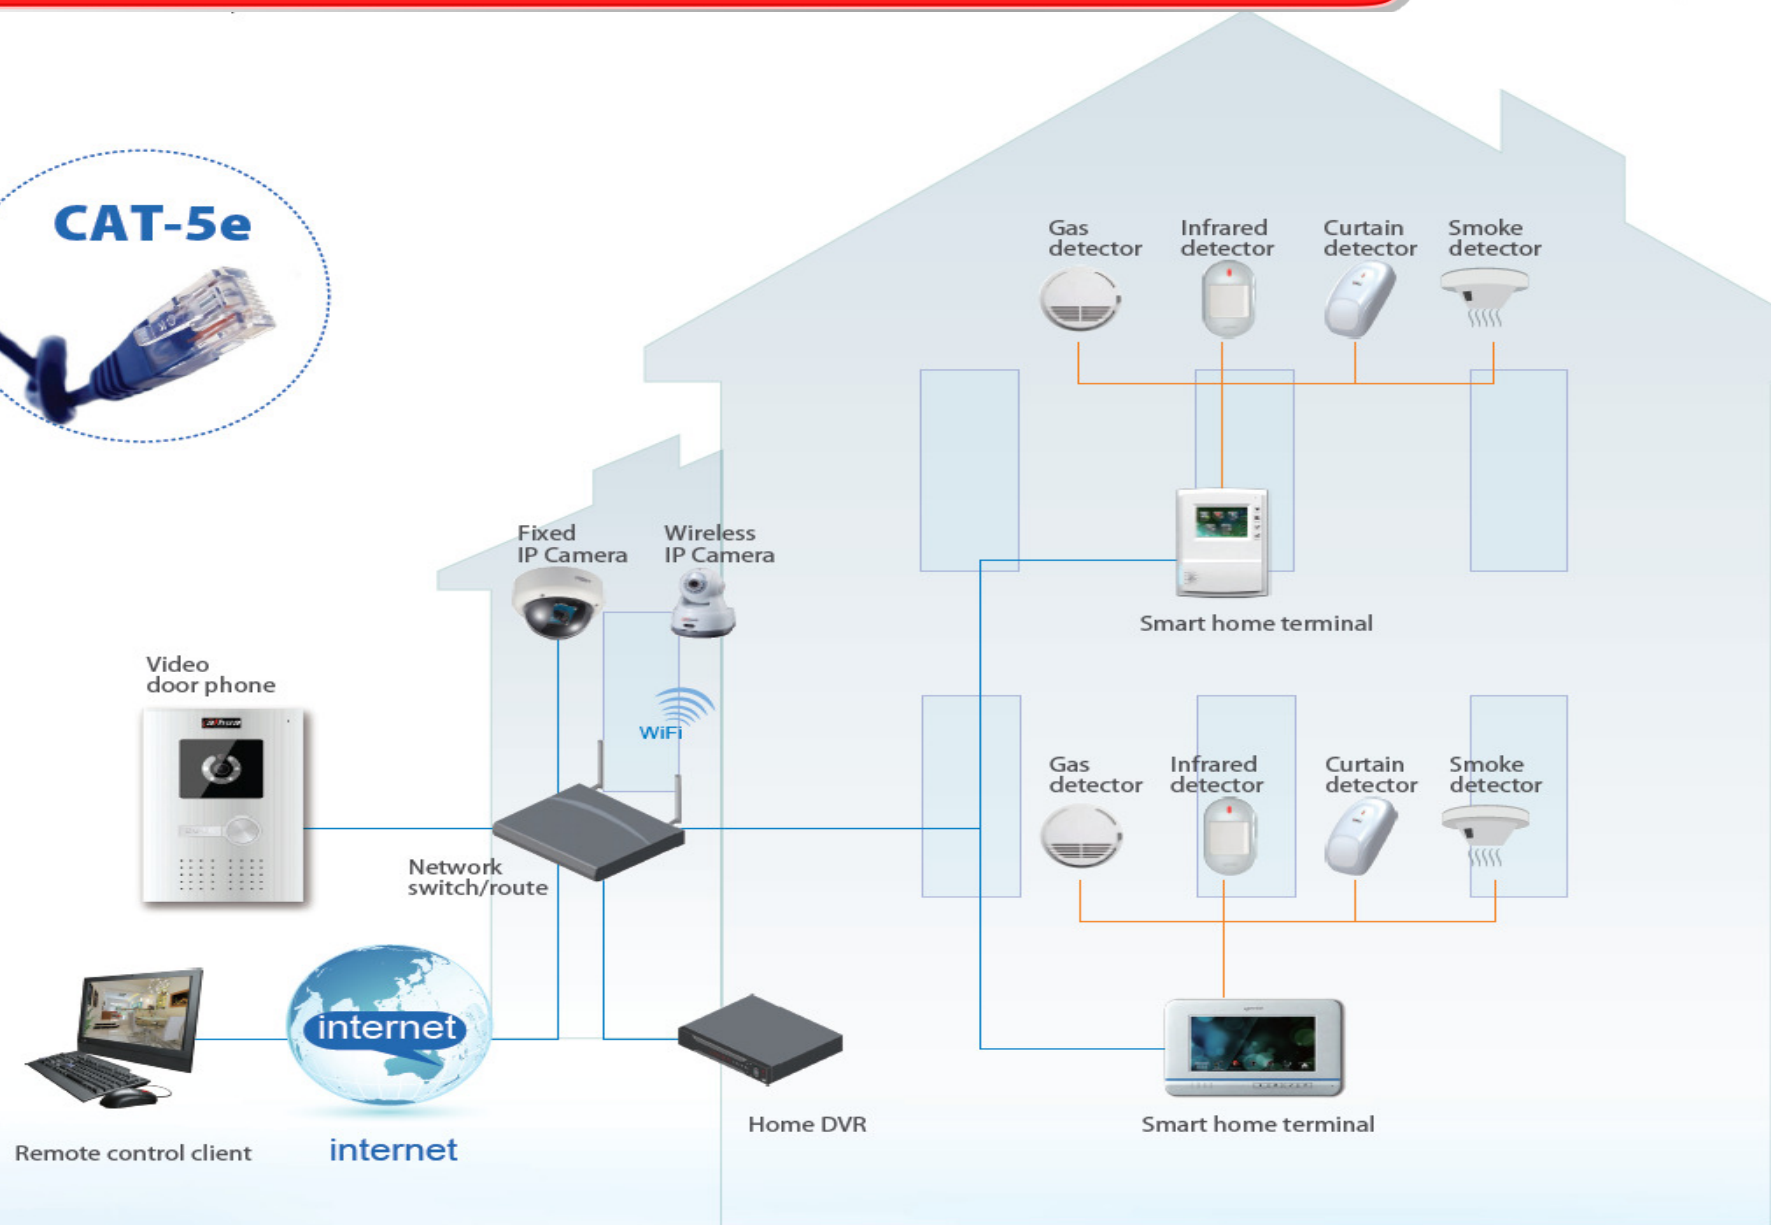 CAT-5e
Gas
detector
Infrared
detector
Curtain
detector
Smoke
detector
Smart home terminal
Fixed
IP Camera
Wireless
IP Camera
WiFi
Video
door phone
Network
switch/route
Gas
detector
Infrared
detector
Curtain
detector
Smoke
detector
internet
Home DVR
Smart home terminal
Remote control client
internet